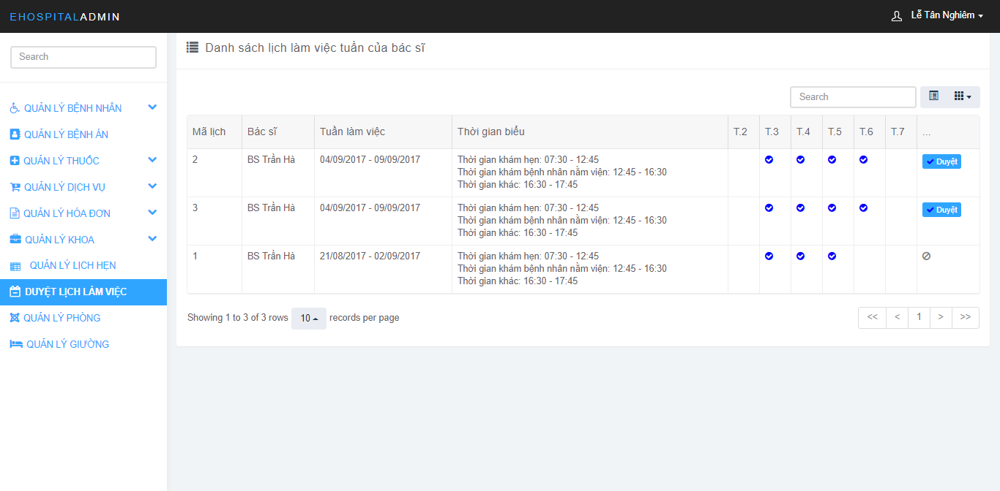 EHOSPITALADMIN
Lễ Tân Nghiêm
Search
QUẢN LÝ BỆNH NHÂN
QUẢN LÝ BỆNH ÁN
QUẢN LÝ THUỐC
QUẢN LÝ DỊCH VỤ
QUẢN LÝ HÓA ĐƠN
QUẢN LÝ KHOA
QUẢN LÝ LỊCH HẸN
DUYỆT LỊCH LÀM VIỆC
QUẢN LÝ PHÒNG
QUẢN LÝ GIƯỜNG
Danh sách lịch làm việc tuần của bác sĩ
Search
Mã lịch Bác sĩ Tuần làm việc Thời gian biểu T.2 T.3 T.4 T.5 T.6 T.7 ...
2 BS Trần Hà 04/09/2017 - 09/09/2017 Thời gian khám hẹn: 07:30 - 12:45 Duyệt
Thời gian khám bệnh nhân nằm viện: 12:45 - 16:30
Thời gian khác: 16:30 - 17:45
3 BS Trần Hà 04/09/2017 - 09/09/2017 Thời gian khám hẹn: 07:30 - 12:45 Duyệt
Thời gian khám bệnh nhân nằm viện: 12:45 - 16:30
Thời gian khác: 16:30 - 17:45
1 BS Trần Hà 21/08/2017 - 02/09/2017 Thời gian khám hẹn: 07:30 - 12:45
Thời gian khám bệnh nhân nằm viện: 12:45 - 16:30
Thời gian khác: 16:30 - 17:45
Showing 1 to 3 of 3 rows 10 records per page << < 1 > >>